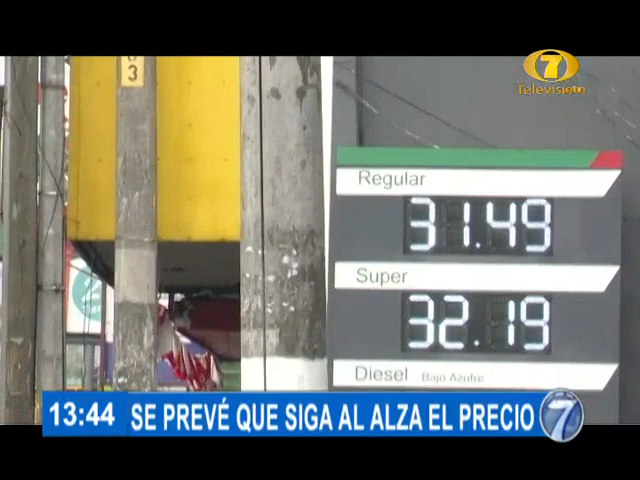 3
7
Televisiete
Regular
31.49
Super
32.19
Diesel Bajo Azufre
13:44 SE PREVÉ QUE SIGA AL ALZA EL PRECIO 7